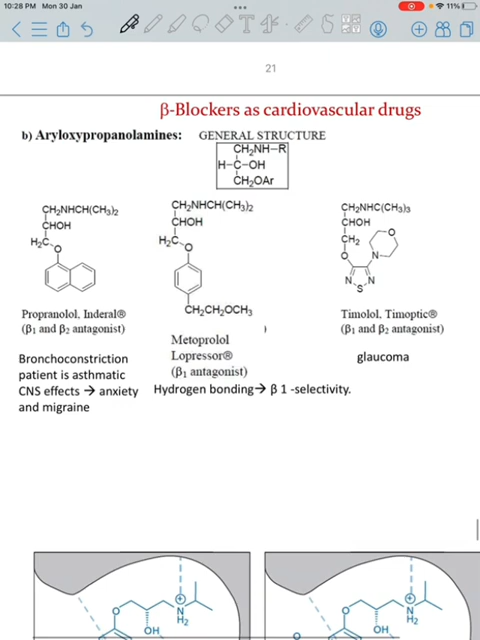 10:28 PM Mon 30 Jan
11%
21
β-Blockers as cardiovascular drugs
b) Aryloxypropanolamines: GENERAL STRUCTURE
CH₂NH–R
H–C–OH
CH₂OAr
CH₂NHCH(CH₃)₂
CHOH
H₂C
O
Propranolol, Inderal®
(β₁ and β₂ antagonist)
Bronchoconstriction
patient is asthmatic
CNS effects → anxiety
and migraine
CH₂NHCH(CH₃)₂
CHOH
H₂C
O
CH₂CH₂OCH₃
)
Metoprolol
Lopressor®
(β₁ antagonist)
Hydrogen bonding→ β 1 -selectivity.
CH₂NHC(CH₃)₃
CHOH
CH₂
O
O
N
N N
S
Timolol, Timoptic®
(β₁ and β₂ antagonist)
glaucoma
O
OH
N
H₂
O
OH
N
H₂